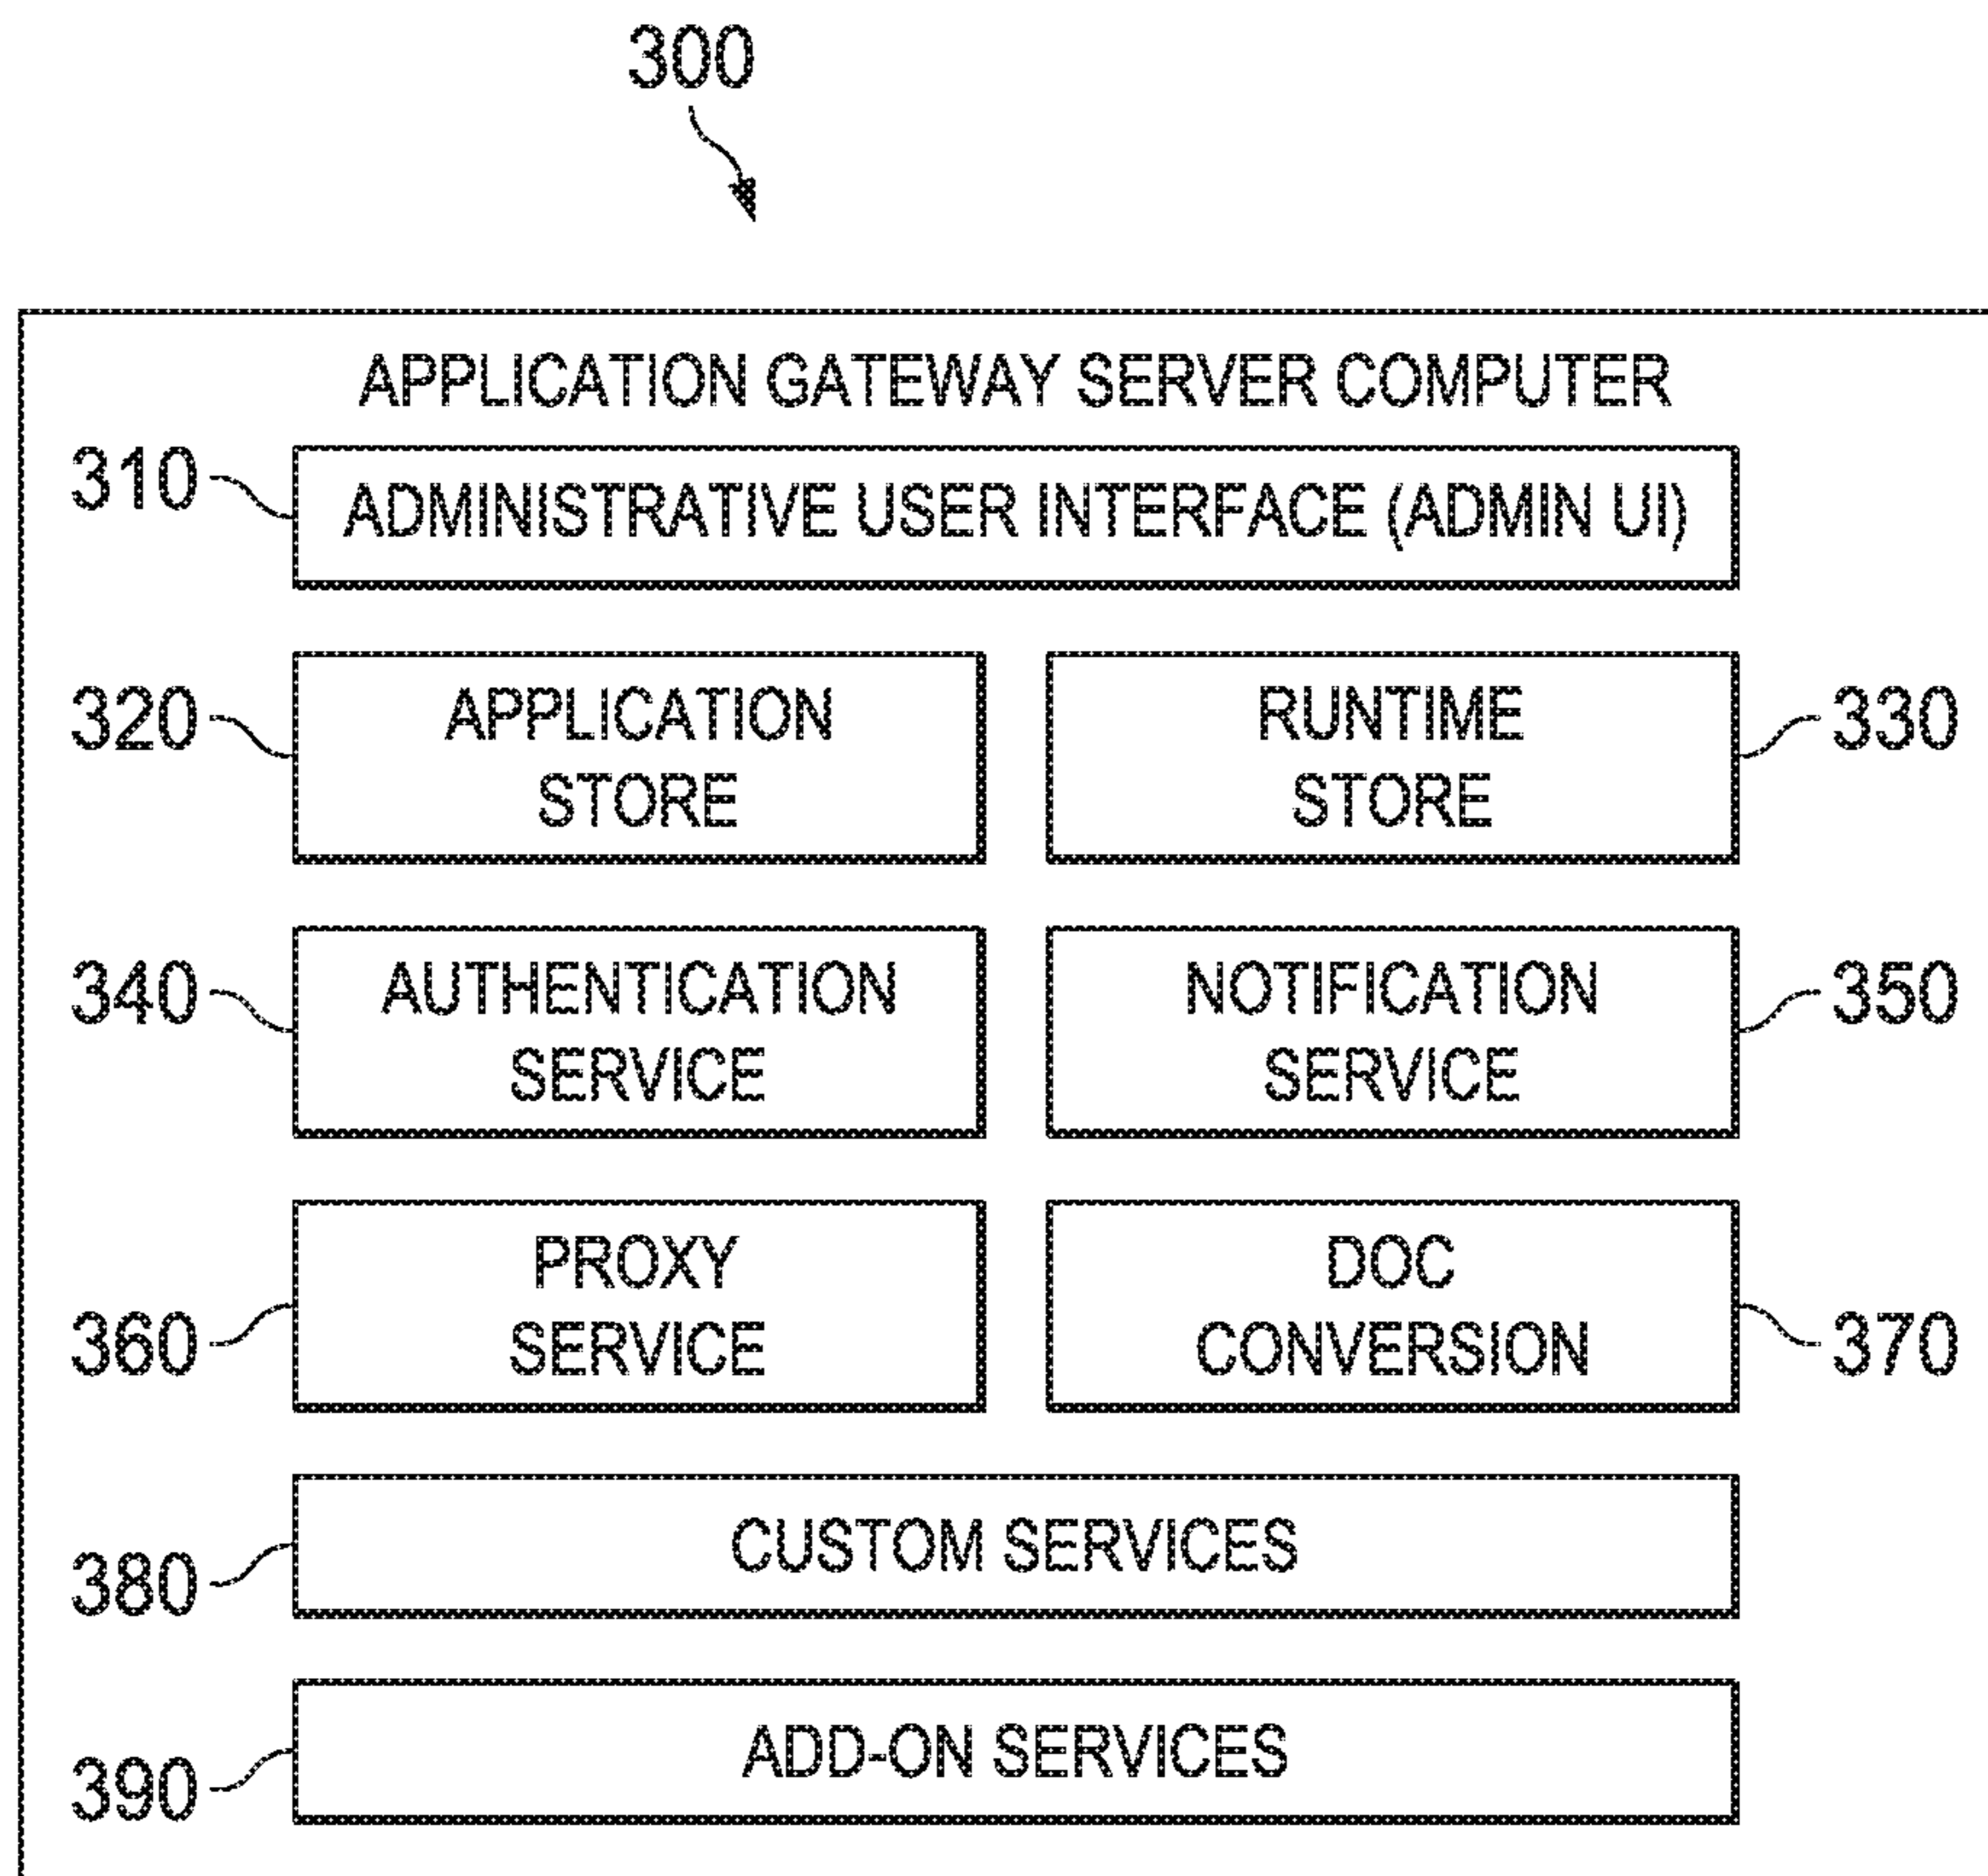 300
APPLICATION GATEWAY SERVER COMPUTER
310
ADMINISTRATIVE USER INTERFACE (ADMIN UI)
320
APPLICATION
STORE
RUNTIME
STORE
330
340
AUTHENTICATION
SERVICE
NOTIFICATION
SERVICE
350
360
PROXY
SERVICE
DOC
CONVERSION
370
380
CUSTOM SERVICES
390
ADD-ON SERVICES